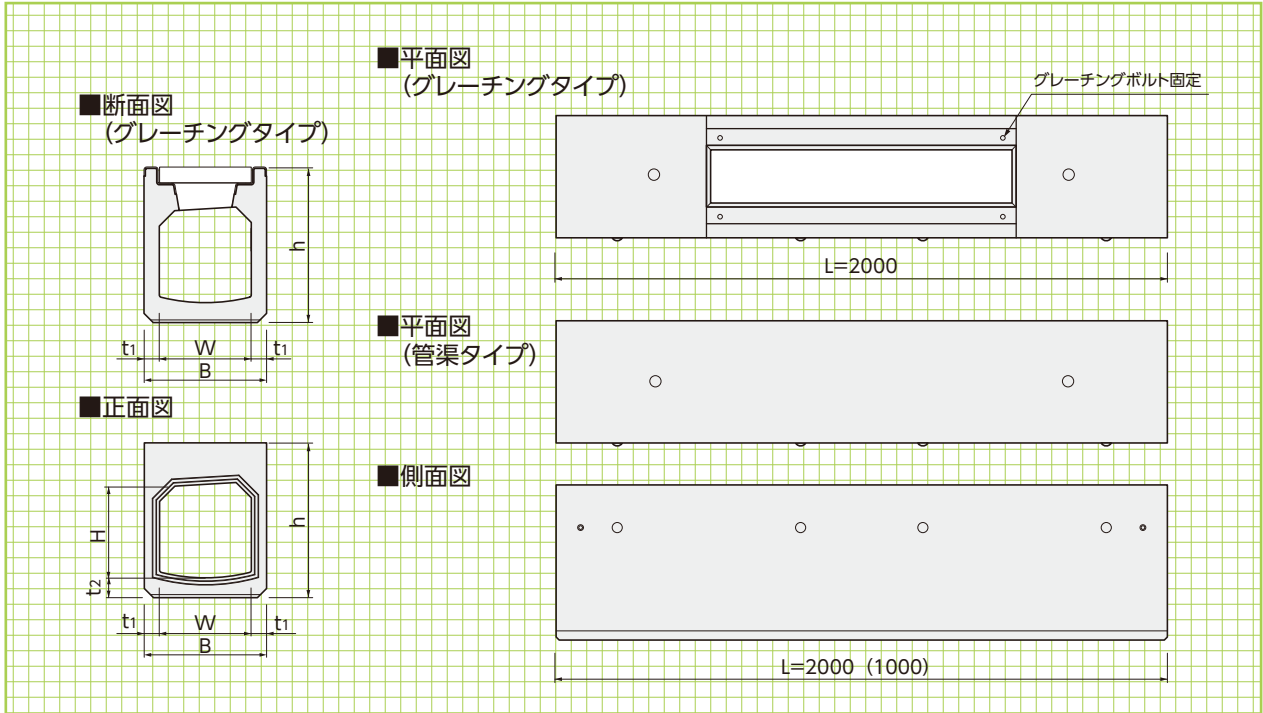 ■断面図
(グレーチングタイプ)
h
t1 W t1
B
■正面図
H
h
t2
t1 W t1
B
■平面図
(グレーチングタイプ)
グレーチングボルト固定
L=2000
■平面図
(管渠タイプ)
■側面図
L=2000 (1000)